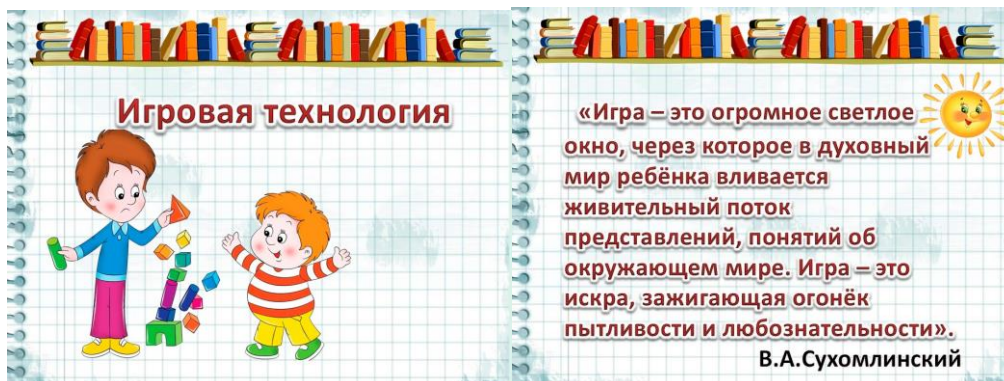 Игровая технология
«Игра – это огромное светлое
окно, через которое в духовный
мир ребёнка вливается
живительный поток
представлений, понятий об
окружающем мире. Игра – это
искра, зажигающая огонёк
пытливости и любознательности».
В.А.Сухомлинский